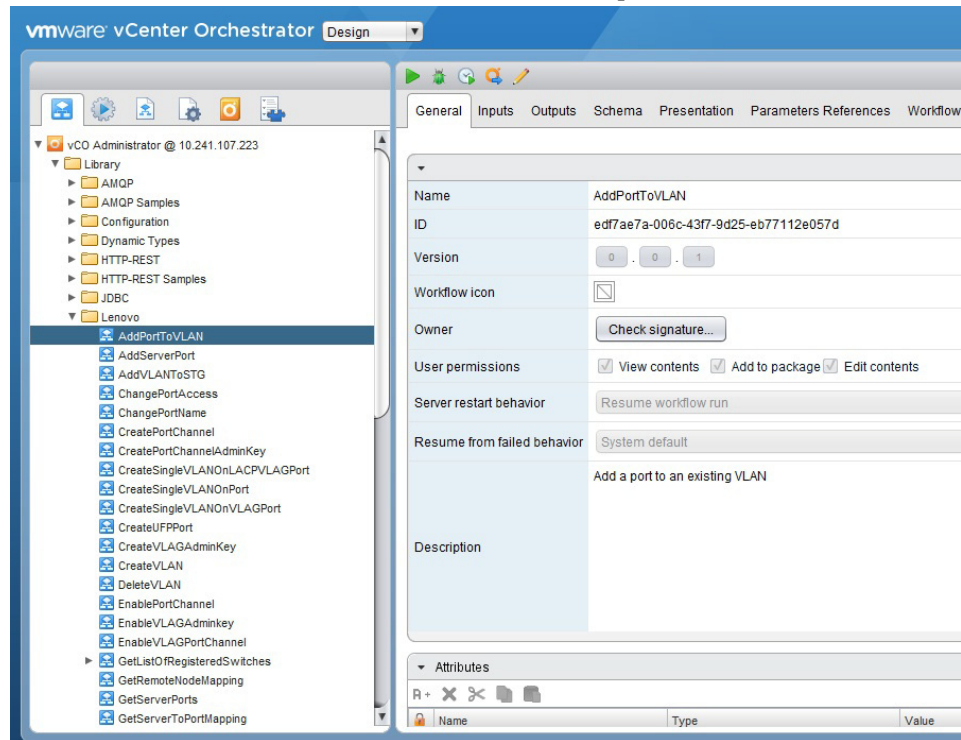 vmware vCenter Orchestrator Design
General Inputs Outputs Schema Presentation Parameters References Workflow
vCO Administrator @ 10.241.107.223
Library
AMQP
AMQP Samples
Configuration
Dynamic Types
HTTP-REST
HTTP-REST Samples
JDBC
Lenovo
AddPortToVLAN
AddServerPort
AddVLANToSTG
ChangePortAccess
ChangePortName
CreatePortChannel
CreatePortChannelAdminKey
CreateSingleVLANOnLACPVLAGPort
CreateSingleVLANOnPort
CreateSingleVLANOnVLAGPort
CreateUFPPort
CreateVLAGAdminKey
CreateVLAN
DeleteVLAN
EnablePortChannel
EnableVLAGAdminkey
EnableVLAGPortChannel
GetListOfRegisteredSwitches
GetRemoteNodeMapping
GetServerPorts
GetServerToPortMapping
Name AddPortToVLAN
ID edf7ae7a-006c-43f7-9d25-eb77112e057d
Version 0 . 0 . 1
Workflow icon
Owner Check signature...
User permissions View contents Add to package Edit contents
Server restart behavior Resume workflow run
Resume from failed behavior System default
Add a port to an existing VLAN
Description
Attributes
A+
Name Type Value